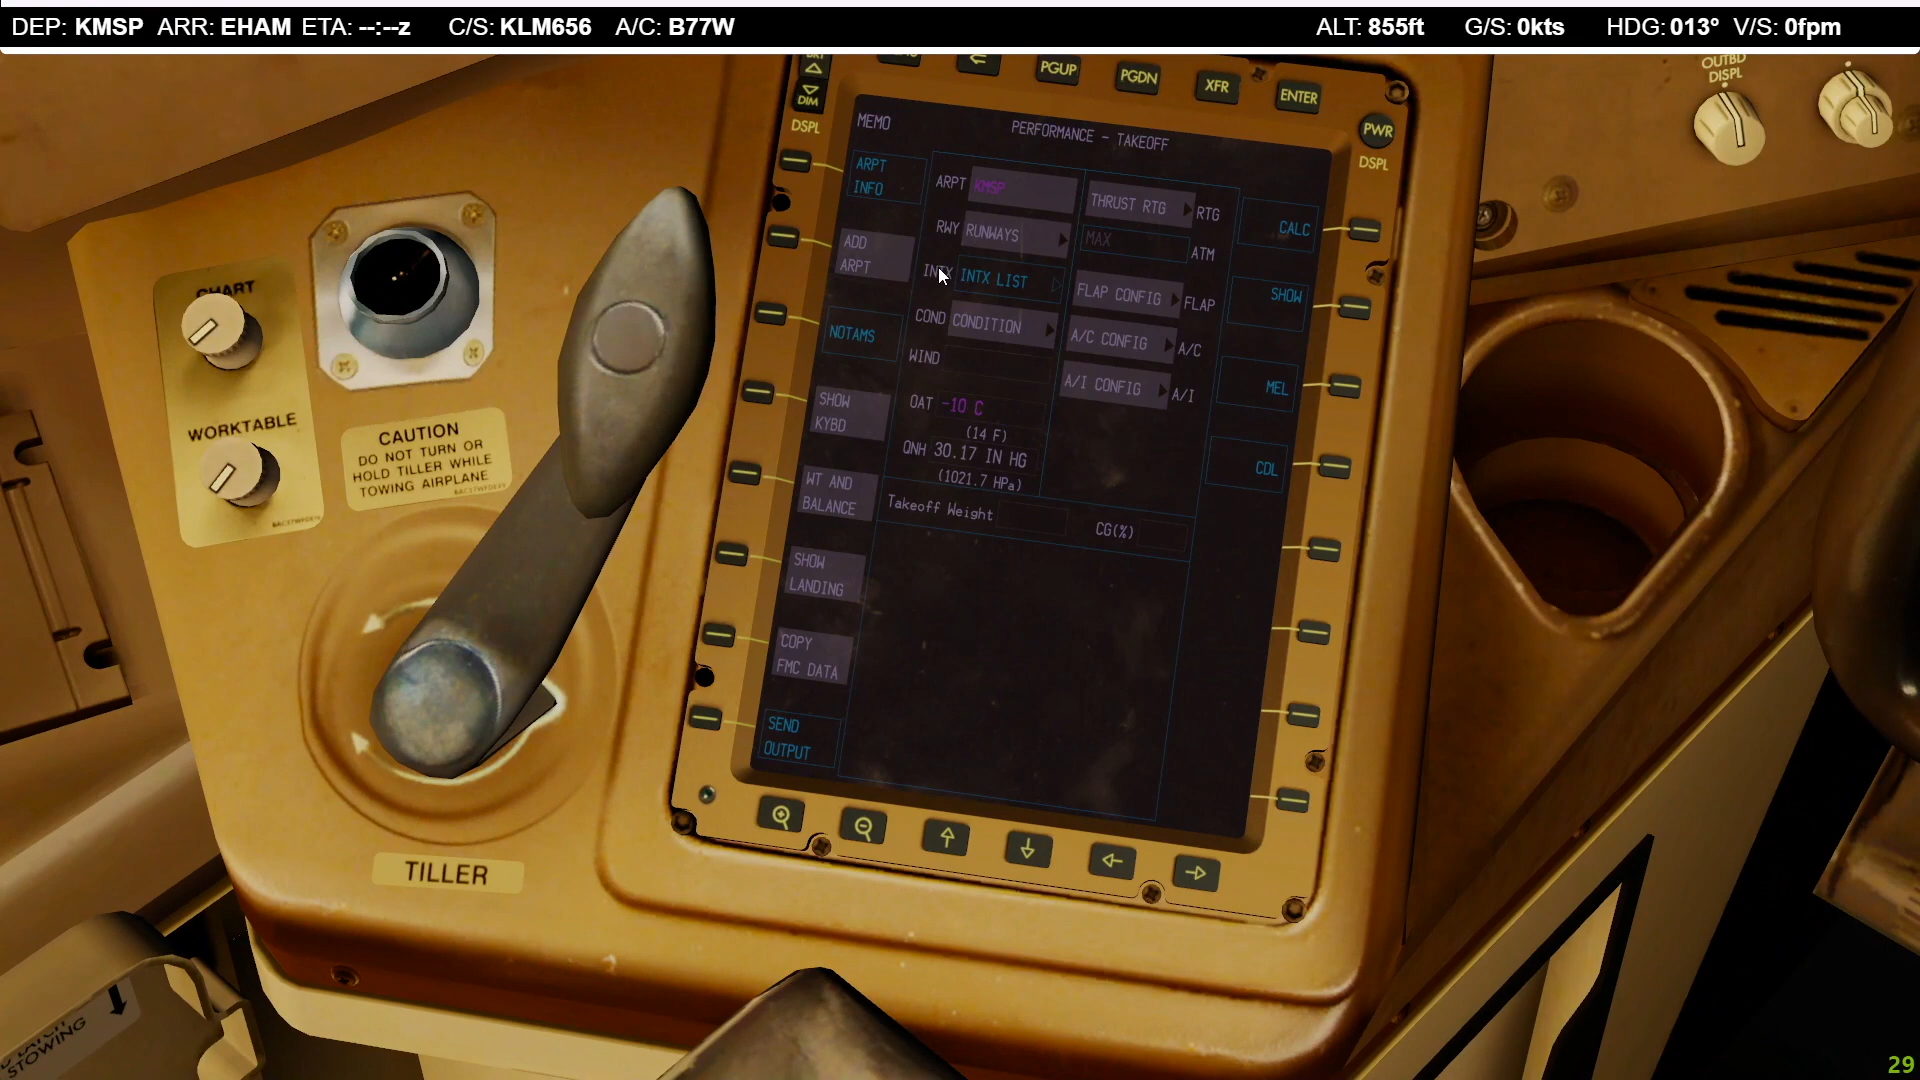 DEP: KMSP ARR: EHAM ETA: --:--z C/S: KLM656 A/C: B77W ALT: 855ft G/S: 0kts HDG: 013° V/S: 0fpm
PGUP
PGDN
XFR
ENTER
DIM
DSPL
PWR
DSPL
OUTBD
DISPL
MEMO
PERFORMANCE - TAKEOFF
ARPT
INFO
ADD
ARPT
NOTAMS
SHOW
KYBD
WT AND
BALANCE
SHOW
LANDING
COPY
FMC DATA
SEND
OUTPUT
ARPT KMSP
RWY RUNWAYS
INTX INTX LIST
COND CONDITION
WIND
OAT -10 C
(14 F)
QNH 30.17 IN HG
(1021.7 HPa)
THRUST RTG RTG
MAX ATM
FLAP CONFIG FLAP
A/C CONFIG A/C
A/I CONFIG A/I
Takeoff Weight CG(%)
CALC
SHOW
MEL
CDL
CHART
WORKTABLE
CAUTION
DO NOT TURN OR
HOLD TILLER WHILE
TOWING AIRPLANE
TILLER
STOWING
29